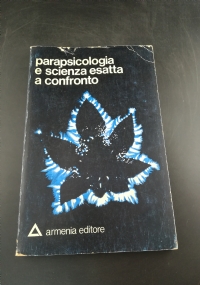 parapsicologia
e scienza esatta
a confronto
armenia editore